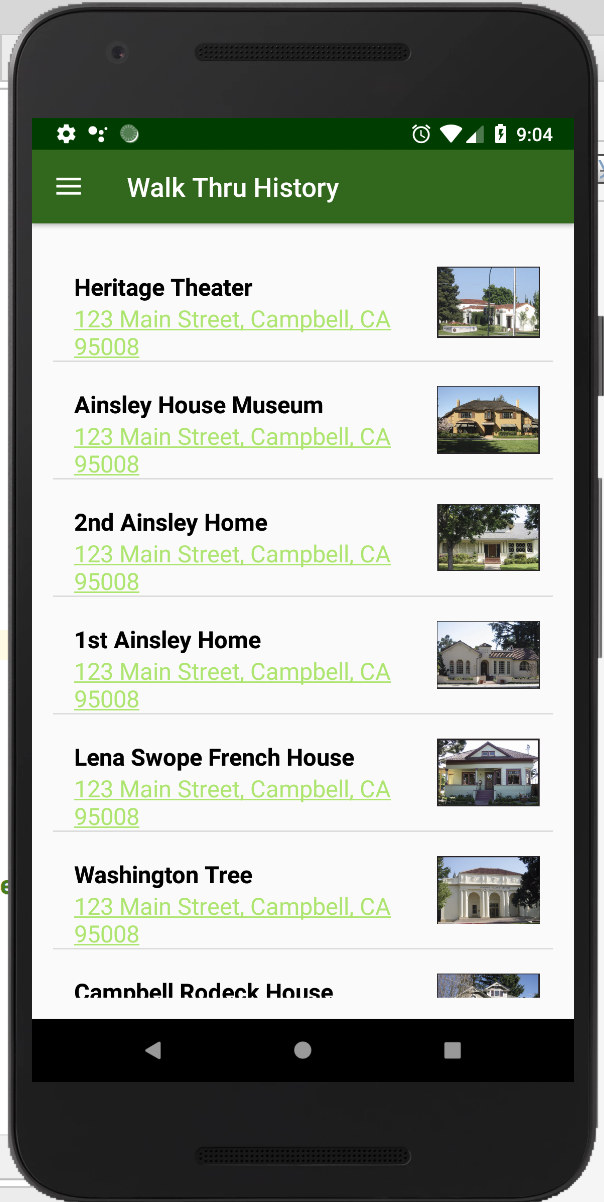 9:04
Walk Thru History
Heritage Theater
123 Main Street, Campbell, CA
95008
Ainsley House Museum
123 Main Street, Campbell, CA
95008
2nd Ainsley Home
123 Main Street, Campbell, CA
95008
1st Ainsley Home
123 Main Street, Campbell, CA
95008
Lena Swope French House
123 Main Street, Campbell, CA
95008
Washington Tree
123 Main Street, Campbell, CA
95008
Campbell Rodeck House